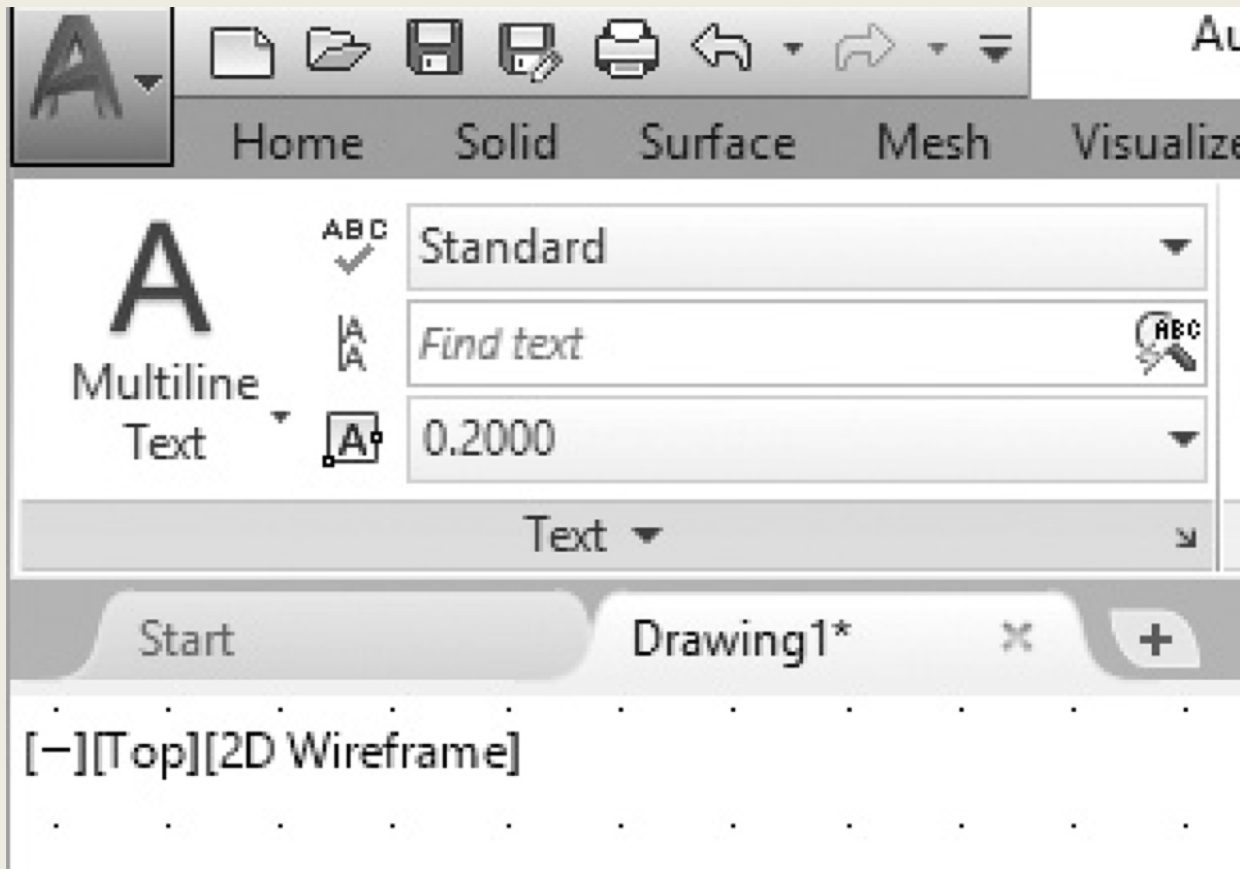 Au
Home Solid Surface Mesh Visualize
A
Multiline
Text
ABC
Standard
A
A
Find text
ABC
A
0.2000
Text
Start Drawing1*
[−][Top][2D Wireframe]